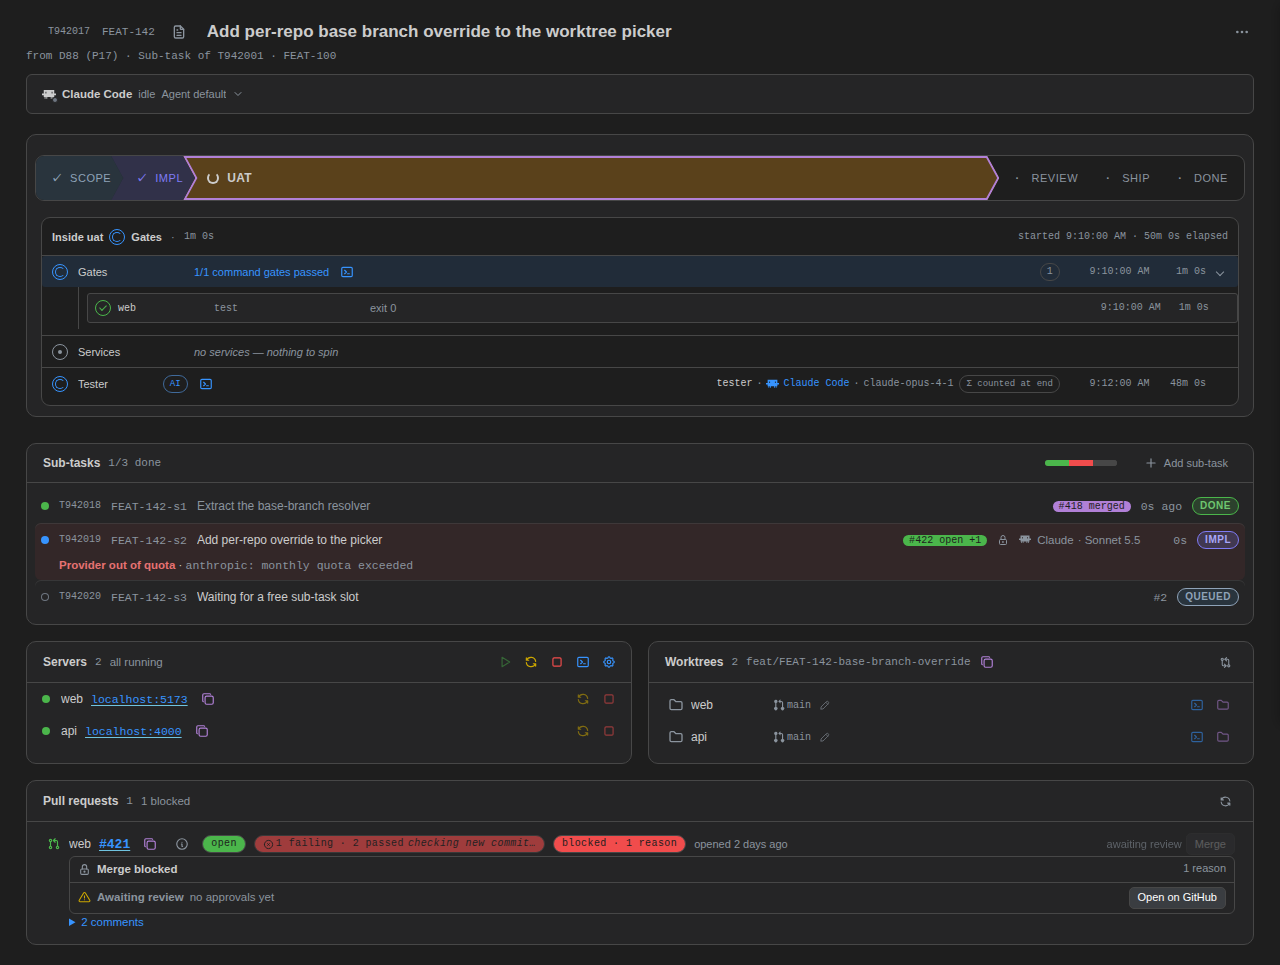 T942017 FEAT-142 Add per-repo base branch override to the worktree picker
from D88 (P17) · Sub-task of T942001 · FEAT-100
Claude Code idle Agent default
SCOPE IMPL UAT · REVIEW · SHIP · DONE
Inside uat Gates · 1m 0s started 9:10:00 AM · 50m 0s elapsed
Gates 1/1 command gates passed 1 9:10:00 AM 1m 0s
web test exit 0 9:10:00 AM 1m 0s
Services no services — nothing to spin
Tester AI tester · Claude Code · claude-opus-4-1 Σ counted at end 9:12:00 AM 48m 0s
Sub-tasks 1/3 done Add sub-task
T942018 FEAT-142-s1 Extract the base-branch resolver #418 merged 0s ago DONE
T942019 FEAT-142-s2 Add per-repo override to the picker #422 open +1 Claude · Sonnet 5.5 0s IMPL
Provider out of quota · anthropic: monthly quota exceeded
T942020 FEAT-142-s3 Waiting for a free sub-task slot #2 QUEUED
Servers 2 all running
web localhost:5173
api localhost:4000
Worktrees 2 feat/FEAT-142-base-branch-override
web main
api main
Pull requests 1 1 blocked
web #421 open 1 failing · 2 passed checking new commit… blocked · 1 reason opened 2 days ago awaiting review Merge
Merge blocked 1 reason
Awaiting review no approvals yet Open on GitHub
2 comments